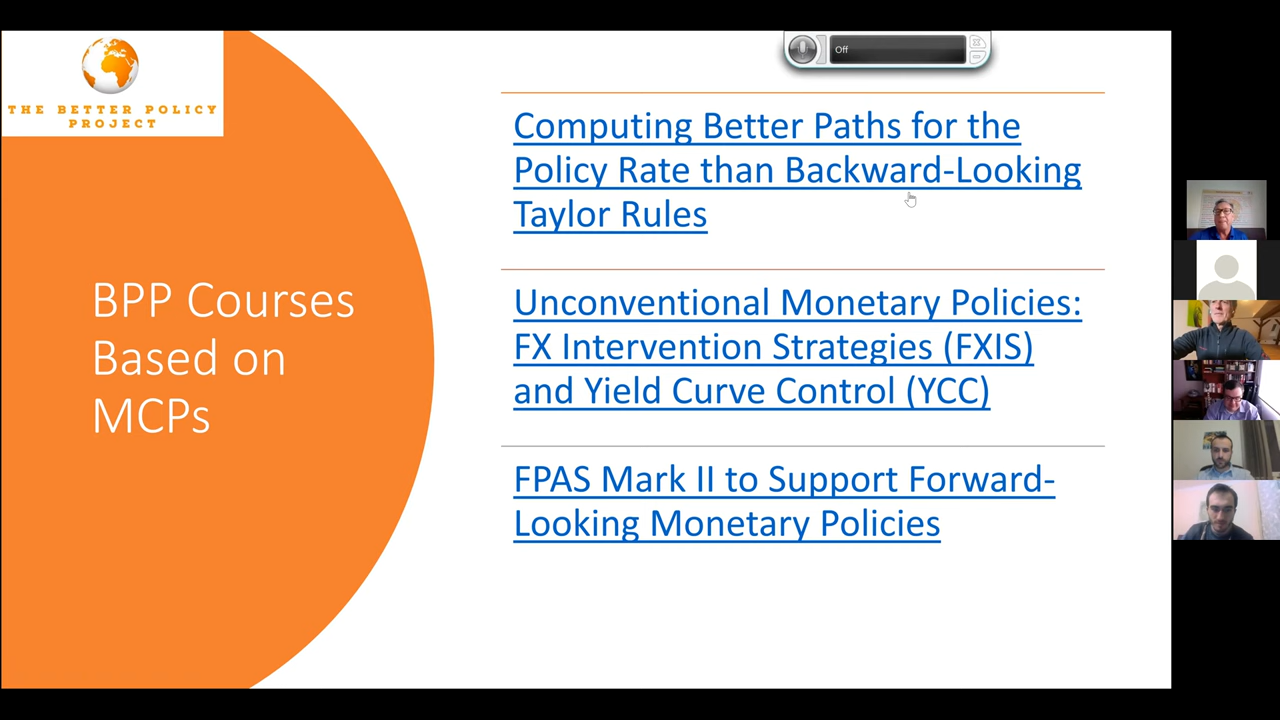 THE BETTER POLICY
PROJECT
Off
BPP Courses
Based on
MCPs
Computing Better Paths for the
Policy Rate than Backward-Looking
Taylor Rules
Unconventional Monetary Policies:
FX Intervention Strategies (FXIS)
and Yield Curve Control (YCC)
FPAS Mark II to Support Forward-
Looking Monetary Policies